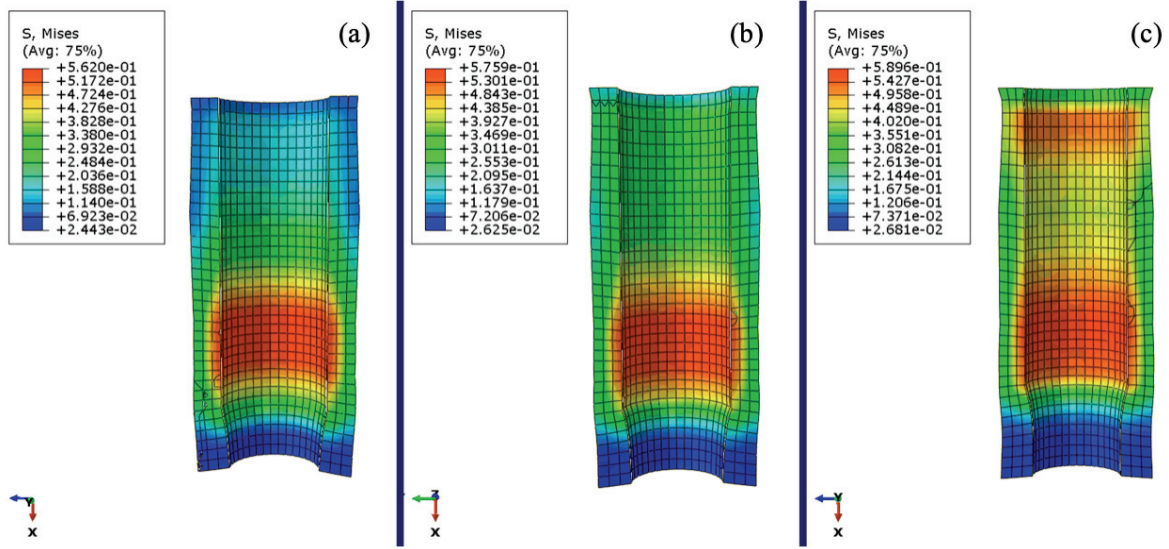 (a)
S, Mises
(Avg: 75%)
+5.620e-01
+5.172e-01
+4.724e-01
+4.276e-01
+3.828e-01
+3.380e-01
+2.932e-01
+2.484e-01
+2.036e-01
+1.588e-01
+1.140e-01
+6.923e-02
+2.443e-02
Y
X
(b)
S, Mises
(Avg: 75%)
+5.759e-01
+5.301e-01
+4.843e-01
+4.385e-01
+3.927e-01
+3.469e-01
+3.011e-01
+2.553e-01
+2.095e-01
+1.637e-01
+1.179e-01
+7.206e-02
+2.625e-02
Z
X
(c)
S, Mises
(Avg: 75%)
+5.896e-01
+5.427e-01
+4.958e-01
+4.489e-01
+4.020e-01
+3.551e-01
+3.082e-01
+2.613e-01
+2.144e-01
+1.675e-01
+1.206e-01
+7.371e-02
+2.681e-02
Y
X